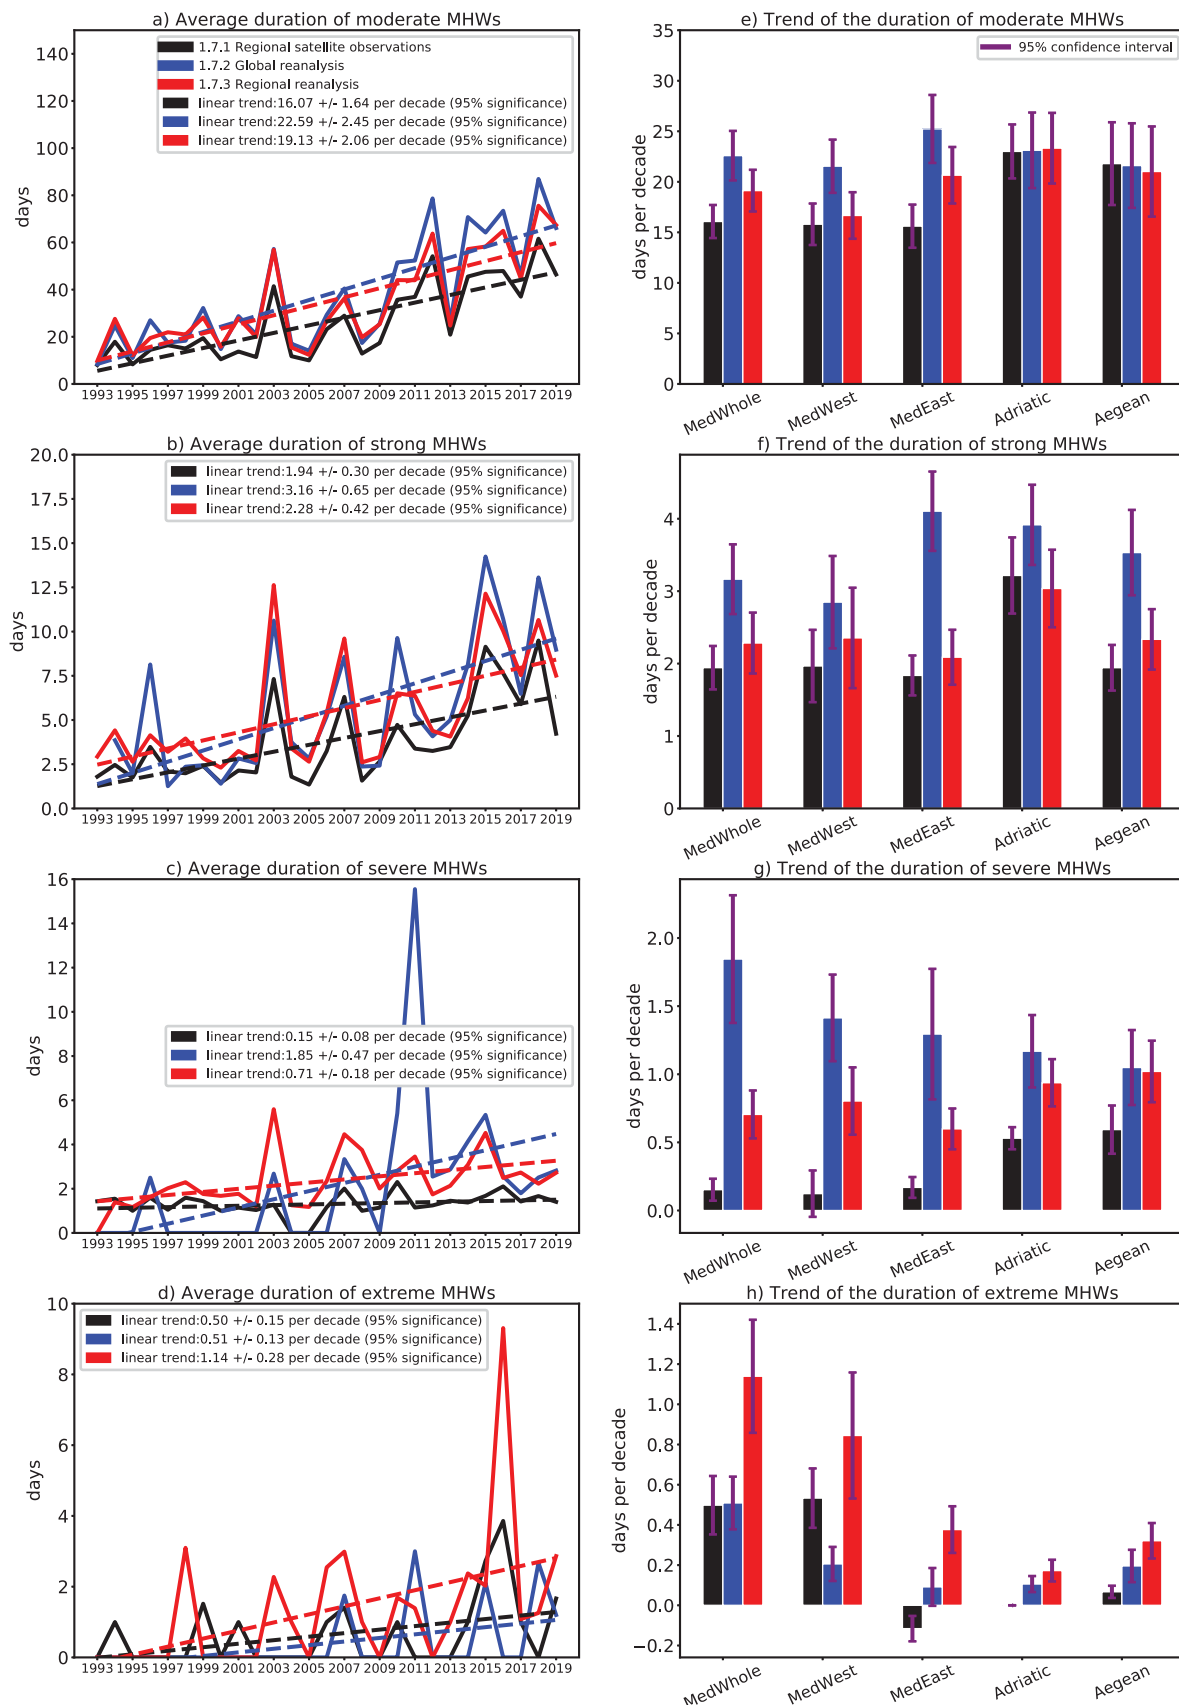 a) Average duration of moderate MHWs
140
120
100
80
60
40
20
0
days
1.7.1 Regional satellite observations
1.7.2 Global reanalysis
1.7.3 Regional reanalysis
linear trend:16.07 +/- 1.64 per decade (95% significance)
linear trend:22.59 +/- 2.45 per decade (95% significance)
linear trend:19.13 +/- 2.06 per decade (95% significance)
1993 1995 1997 1999 2001 2003 2005 2007 2009 2011 2013 2015 2017 2019
e) Trend of the duration of moderate MHWs
35
30
25
20
15
10
5
0
days per decade
95% confidence interval
MedWhole MedWest MedEast Adriatic Aegean
b) Average duration of strong MHWs
20.0
17.5
15.0
12.5
10.0
7.5
5.0
2.5
0.0
days
linear trend:1.94 +/- 0.30 per decade (95% significance)
linear trend:3.16 +/- 0.65 per decade (95% significance)
linear trend:2.28 +/- 0.42 per decade (95% significance)
1993 1995 1997 1999 2001 2003 2005 2007 2009 2011 2013 2015 2017 2019
f) Trend of the duration of strong MHWs
4
3
2
1
0
days per decade
MedWhole MedWest MedEast Adriatic Aegean
c) Average duration of severe MHWs
16
14
12
10
8
6
4
2
0
days
linear trend:0.15 +/- 0.08 per decade (95% significance)
linear trend:1.85 +/- 0.47 per decade (95% significance)
linear trend:0.71 +/- 0.18 per decade (95% significance)
1993 1995 1997 1999 2001 2003 2005 2007 2009 2011 2013 2015 2017 2019
g) Trend of the duration of severe MHWs
2.0
1.5
1.0
0.5
0.0
days per decade
MedWhole MedWest MedEast Adriatic Aegean
d) Average duration of extreme MHWs
10
8
6
4
2
0
days
linear trend:0.50 +/- 0.15 per decade (95% significance)
linear trend:0.51 +/- 0.13 per decade (95% significance)
linear trend:1.14 +/- 0.28 per decade (95% significance)
1993 1995 1997 1999 2001 2003 2005 2007 2009 2011 2013 2015 2017 2019
h) Trend of the duration of extreme MHWs
1.4
1.2
1.0
0.8
0.6
0.4
0.2
0.0
−0.2
days per decade
MedWhole MedWest MedEast Adriatic Aegean